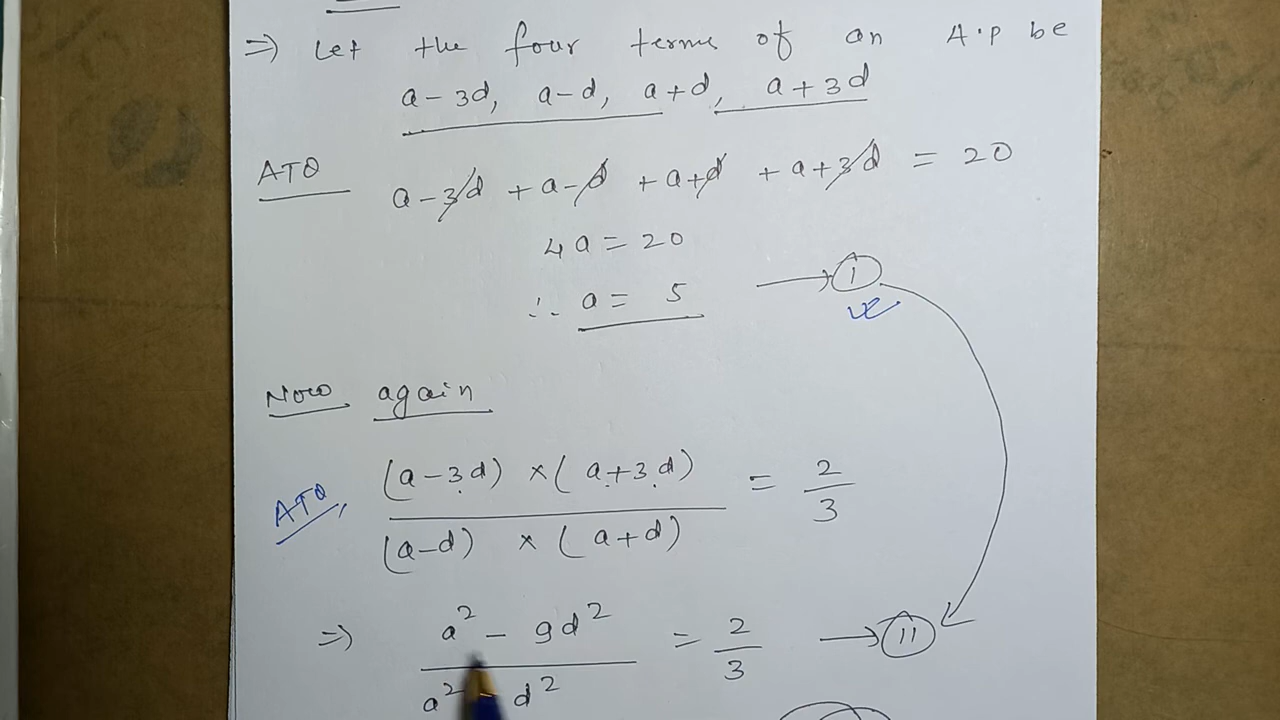 => Let the four terms of an A.P be
a - 3d, a - d, a + d, a + 3d
ATQ a - 3d + a - d + a + d + a + 3d = 20
4a = 20
∴ a = 5 → (I)
Now again
ATQ, (a - 3d) × (a + 3d) / (a - d) × (a + d) = 2/3
=> a² - 9d² / a² d² = 2/3 → (II)